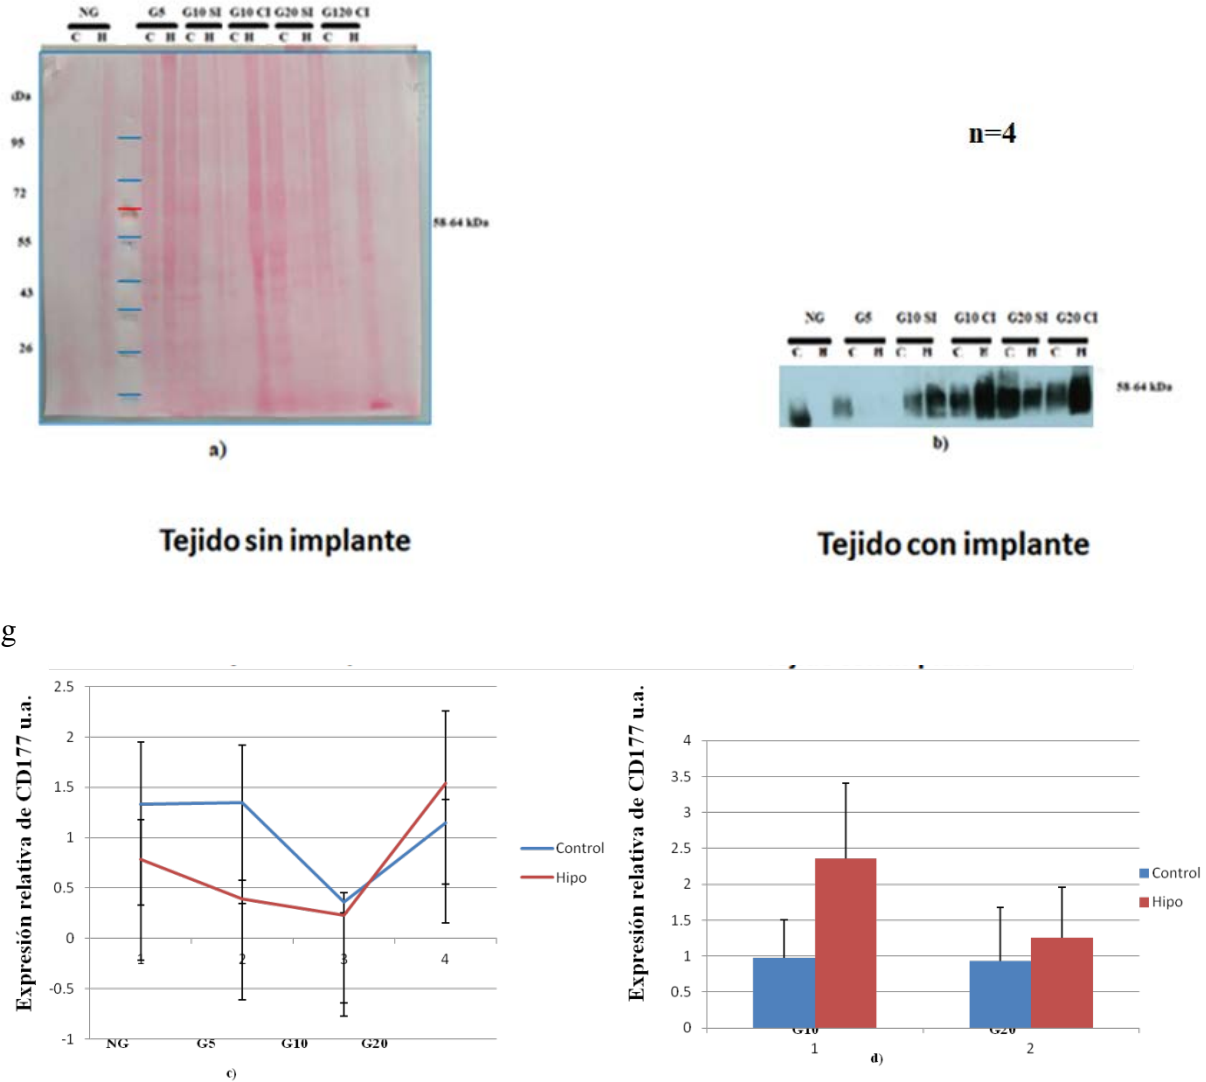 NG G5 G10 SI G10 CI G20 SI G120 CI
C H C H C H C H C H C H
kDa
95
72
55
43
26
58-64 kDa
a)
n=4
NG G5 G10 SI G10 CI G20 SI G20 CI
C H C H C H C H C H C H
58-64 kDa
b)
Tejido sin implante
Tejido con implante
g
Expresión relativa de CD177 u.a.
2.5
2
1.5
1
0.5
0
-0.5
-1
1 2 3 4
NG G5 G10 G20
Control
Hipo
c)
Expresión relativa de CD177 u.a.
4
3.5
3
2.5
2
1.5
1
0.5
0
G10 G20
1 2
Control
Hipo
d)